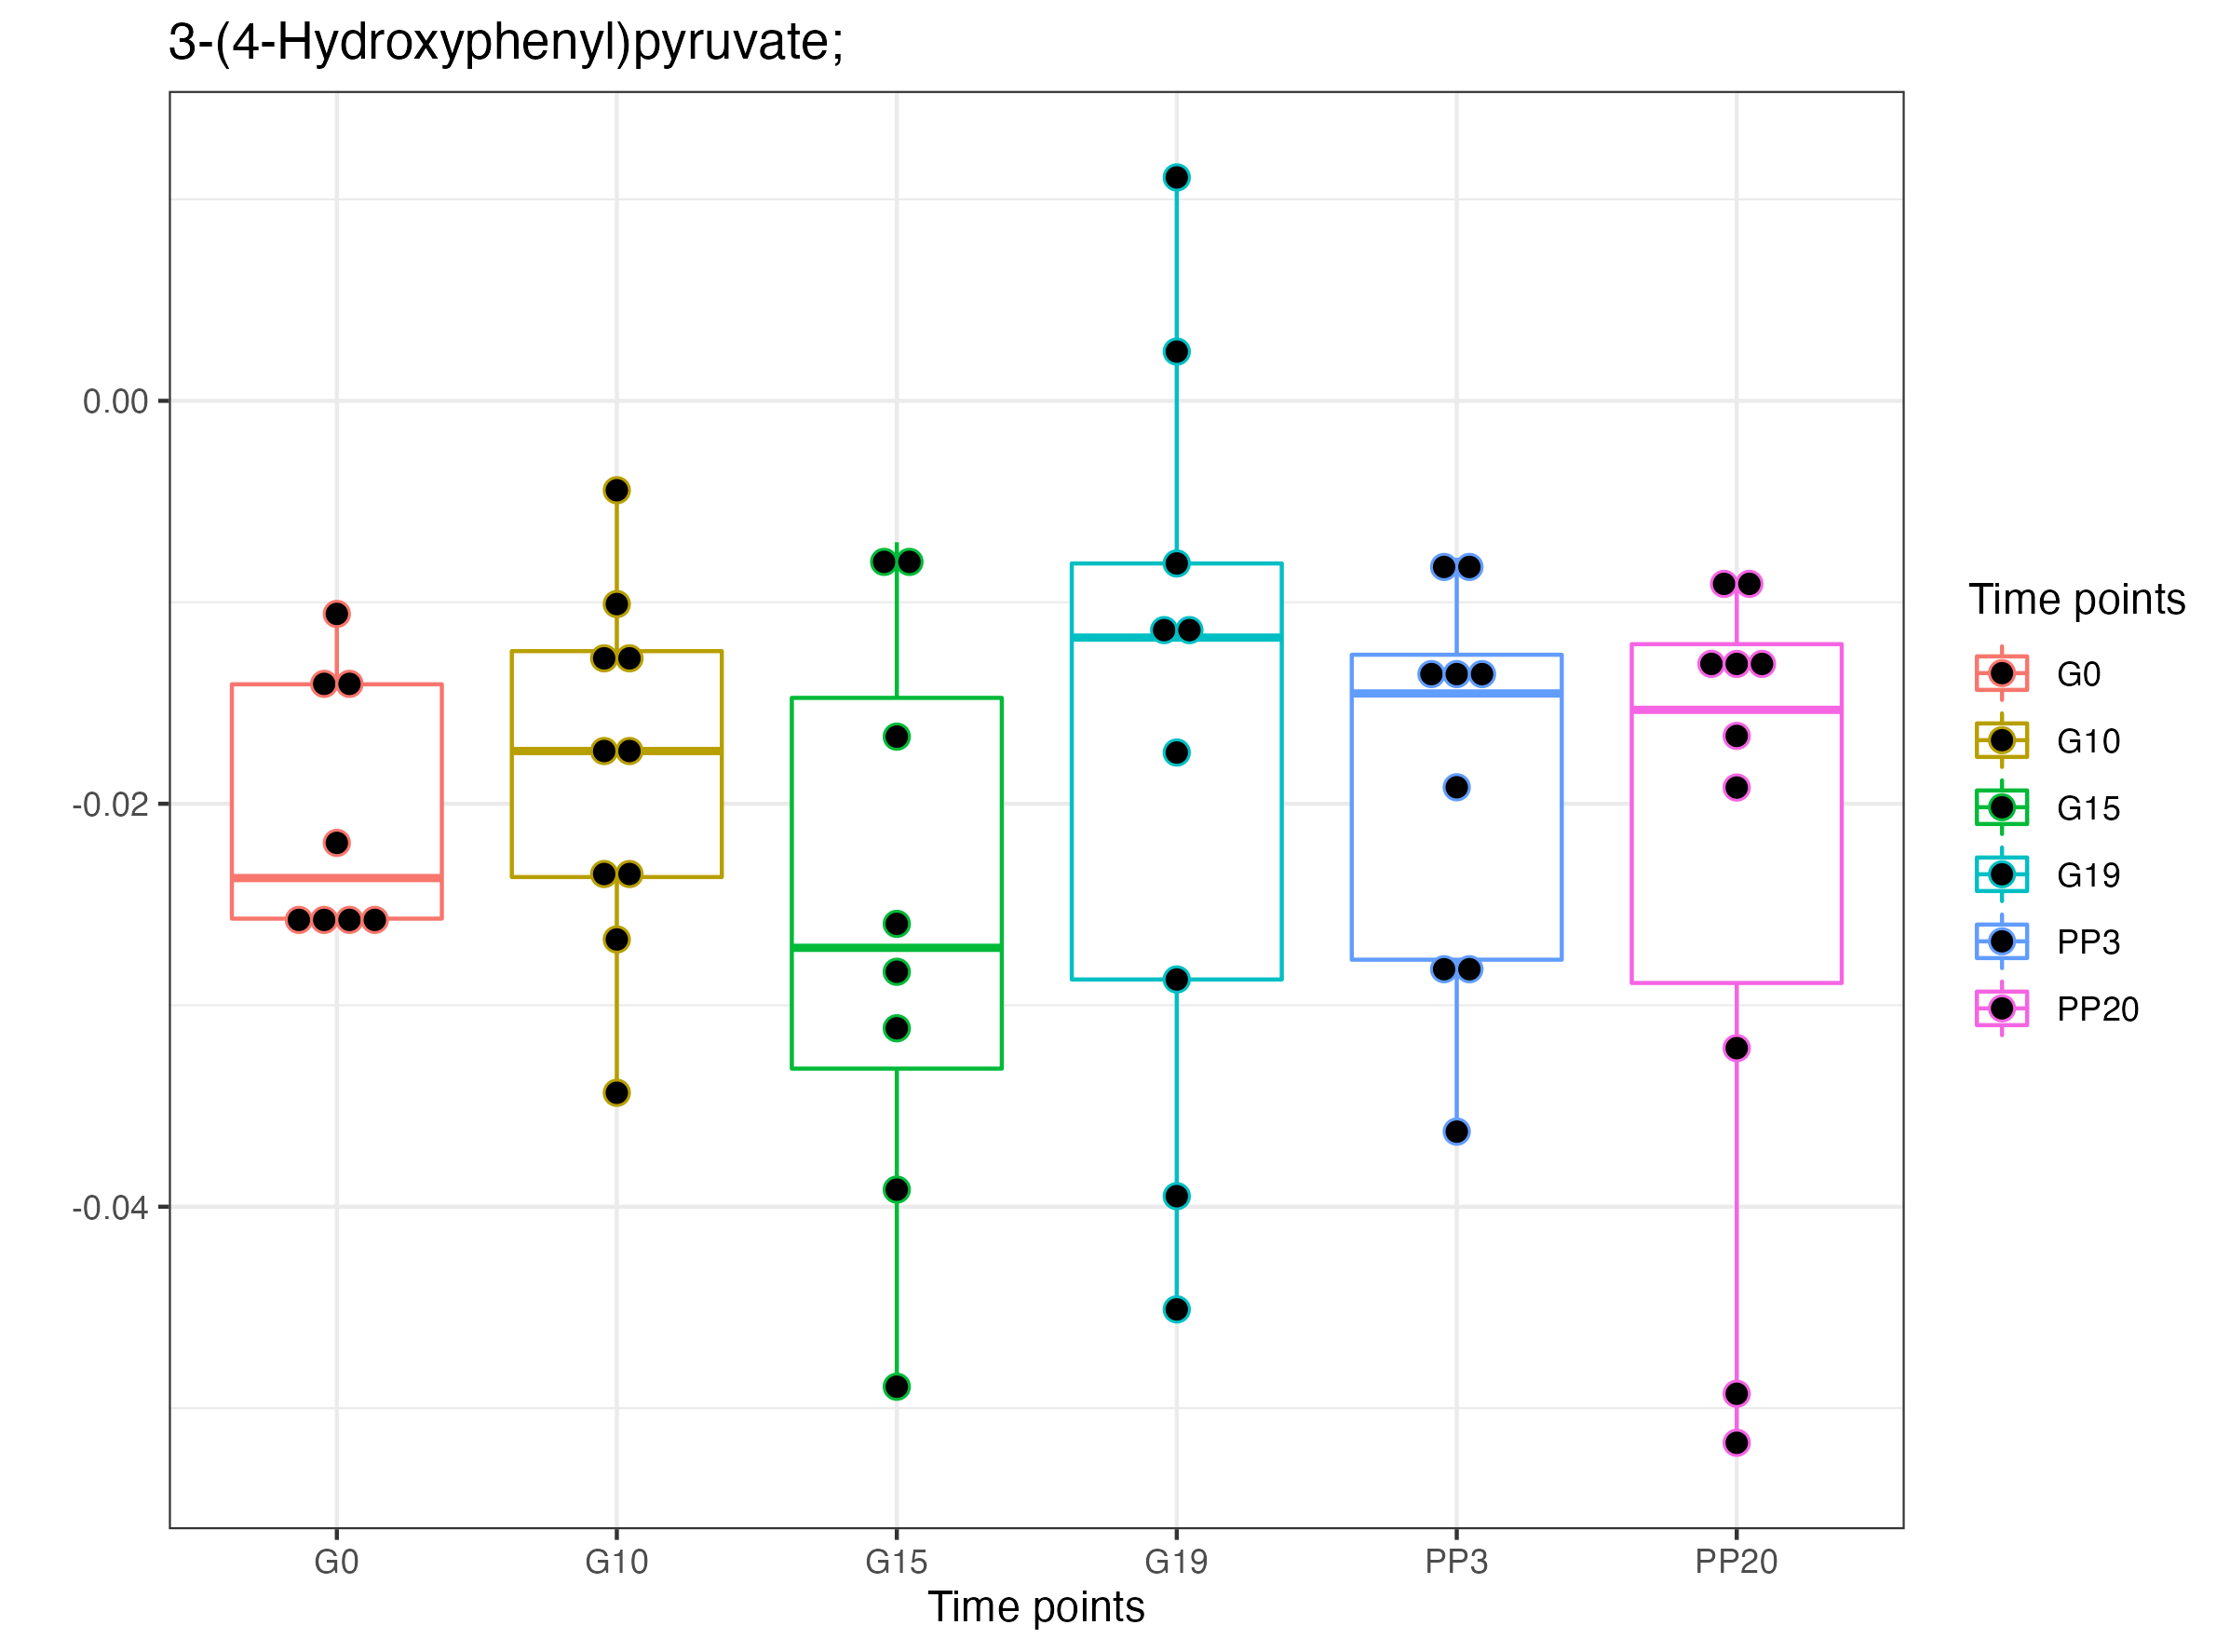 3-(4-Hydroxyphenyl)pyruvate;
0.00
-0.02
-0.04
G0
G10
G15
G19
PP3
PP20
Time points
Time points
G0
G10
G15
G19
PP3
PP20